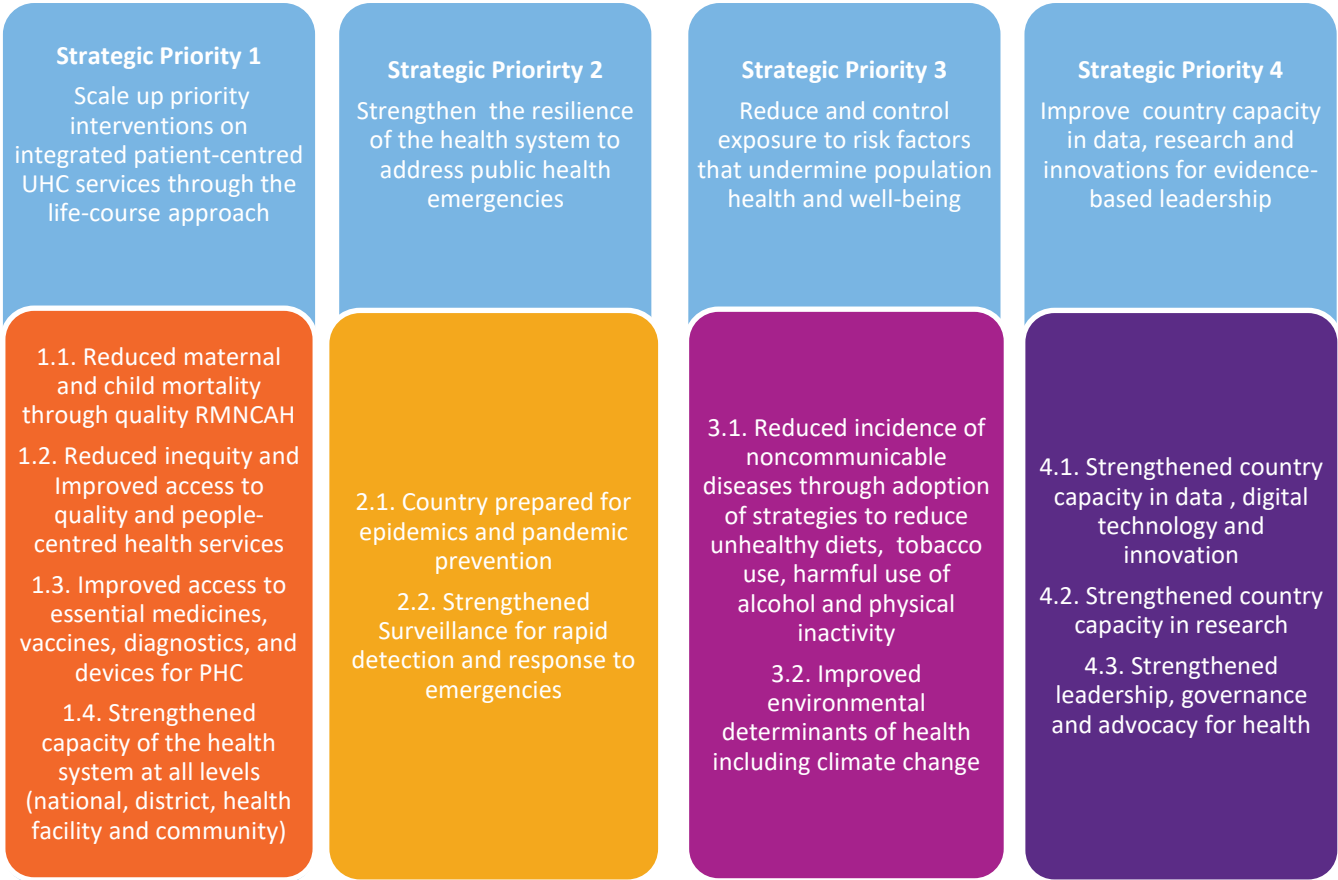 Strategic Priority 1
Scale up priority
interventions on
integrated patient-centred
UHC services through the
life-course approach
1.1. Reduced maternal
and child mortality
through quality RMNCAH
1.2. Reduced inequity and
Improved access to
quality and people-
centred health services
1.3. Improved access to
essential medicines,
vaccines, diagnostics, and
devices for PHC
1.4. Strengthened
capacity of the health
system at all levels
(national, district, health
facility and community)
Strategic Priorirty 2
Strengthen the resilience
of the health system to
address public health
emergencies
2.1. Country prepared for
epidemics and pandemic
prevention
2.2. Strengthened
Surveillance for rapid
detection and response to
emergencies
Strategic Priority 3
Reduce and control
exposure to risk factors
that undermine population
health and well-being
3.1. Reduced incidence of
noncommunicable
diseases through adoption
of strategies to reduce
unhealthy diets, tobacco
use, harmful use of
alcohol and physical
inactivity
3.2. Improved
environmental
determinants of health
including climate change
Strategic Priority 4
Improve country capacity
in data, research and
innovations for evidence-
based leadership
4.1. Strengthened country
capacity in data , digital
technology and
innovation
4.2. Strengthened country
capacity in research
4.3. Strengthened
leadership, governance
and advocacy for health